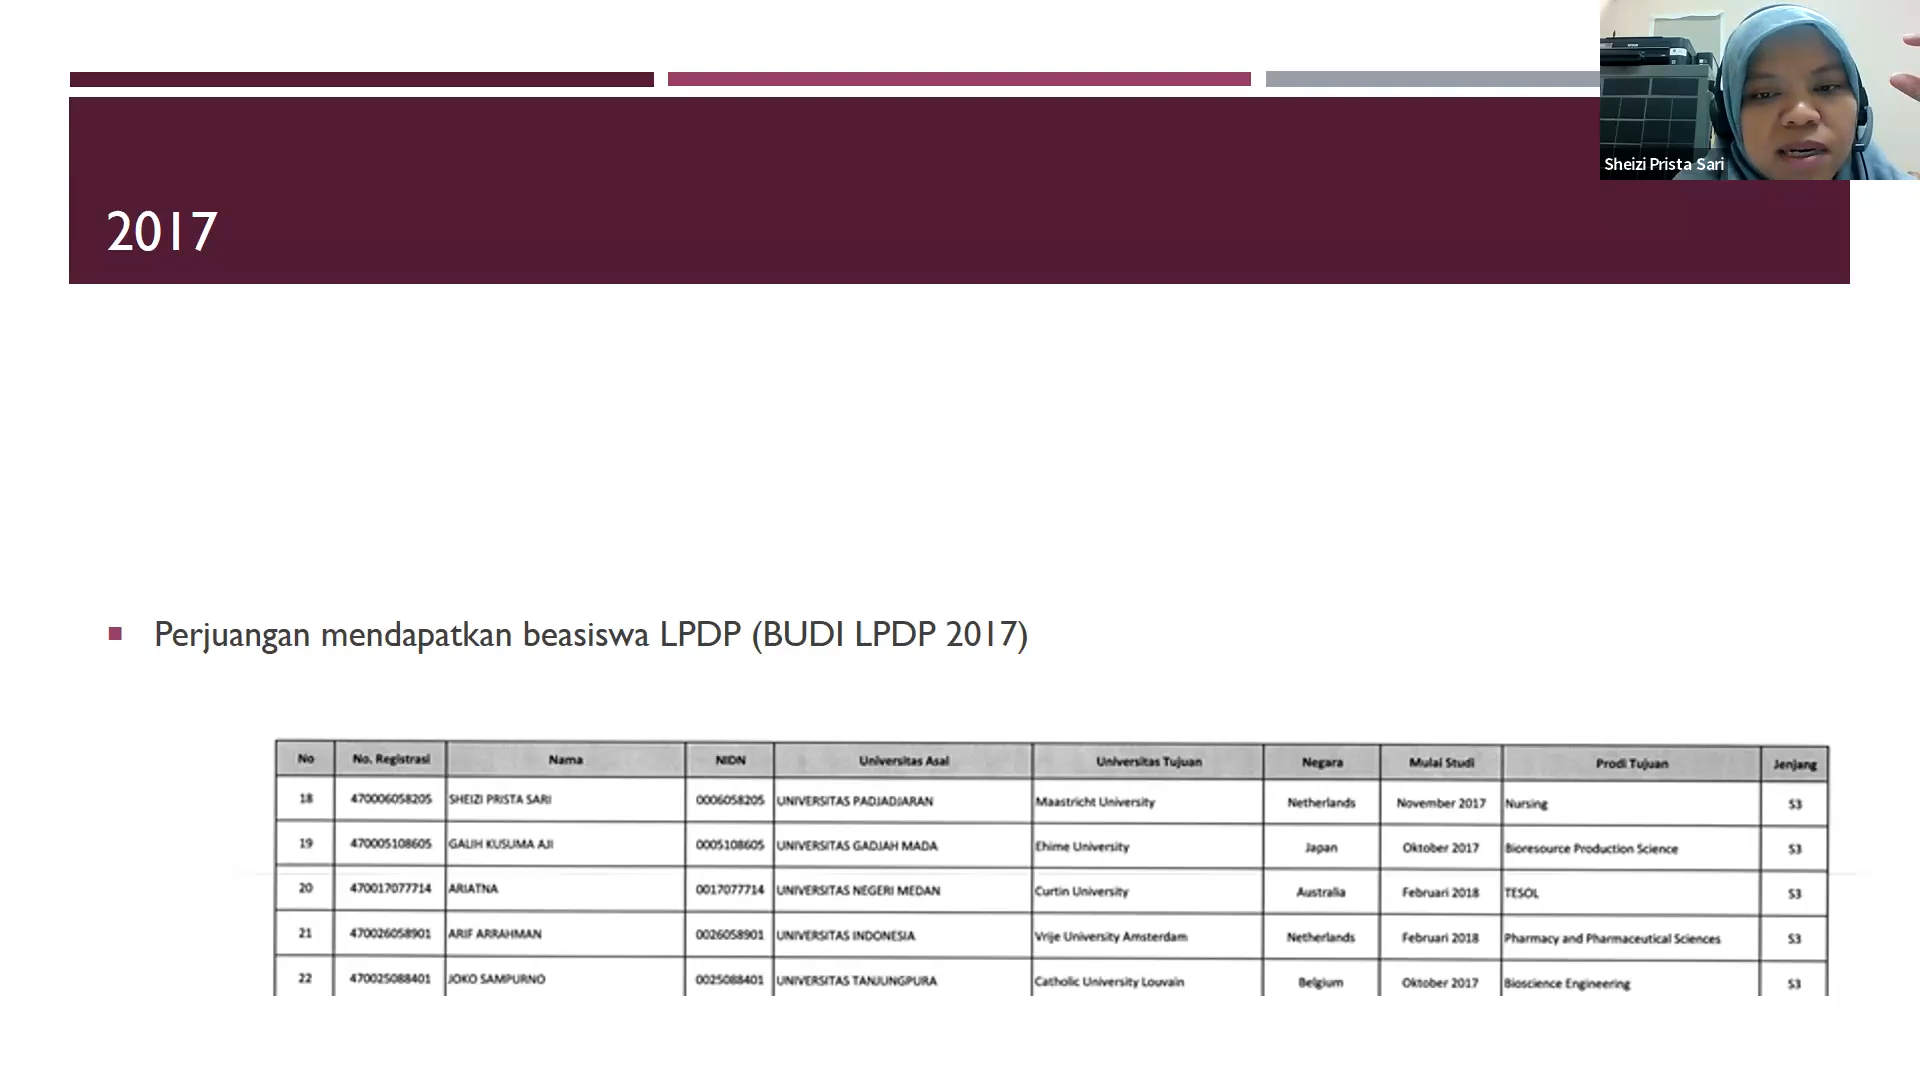 Sheizi Prista Sari
2017
Perjuangan mendapatkan beasiswa LPDP (BUDI LPDP 2017)
No No. Registrasi Nama NIDN Universitas Asal Universitas Tujuan Negara Mulai Studi Prodi Tujuan Jenjang
18 470006058205 SHEIZI PRISTA SARI 0006058205 UNIVERSITAS PADJADJARAN Maastricht University Netherlands November 2017 Nursing S3
19 470005108605 GALIH KUSUMA AJI 0005108605 UNIVERSITAS GADJAH MADA Ehime University Japan Oktober 2017 Bioresource Production Science S3
20 470017077714 ARIATNA 0017077714 UNIVERSITAS NEGERI MEDAN Curtin University Australia Februari 2018 TESOL S3
21 470026058901 ARIF ARRAHMAN 0026058901 UNIVERSITAS INDONESIA Vrije University Amsterdam Netherlands Februari 2018 Pharmacy and Pharmaceutical Sciences S3
22 470025088401 JOKO SAMPURNO 0025088401 UNIVERSITAS TANJUNGPURA Catholic University Louvain Belgium Oktober 2017 Bioscience Engineering S3